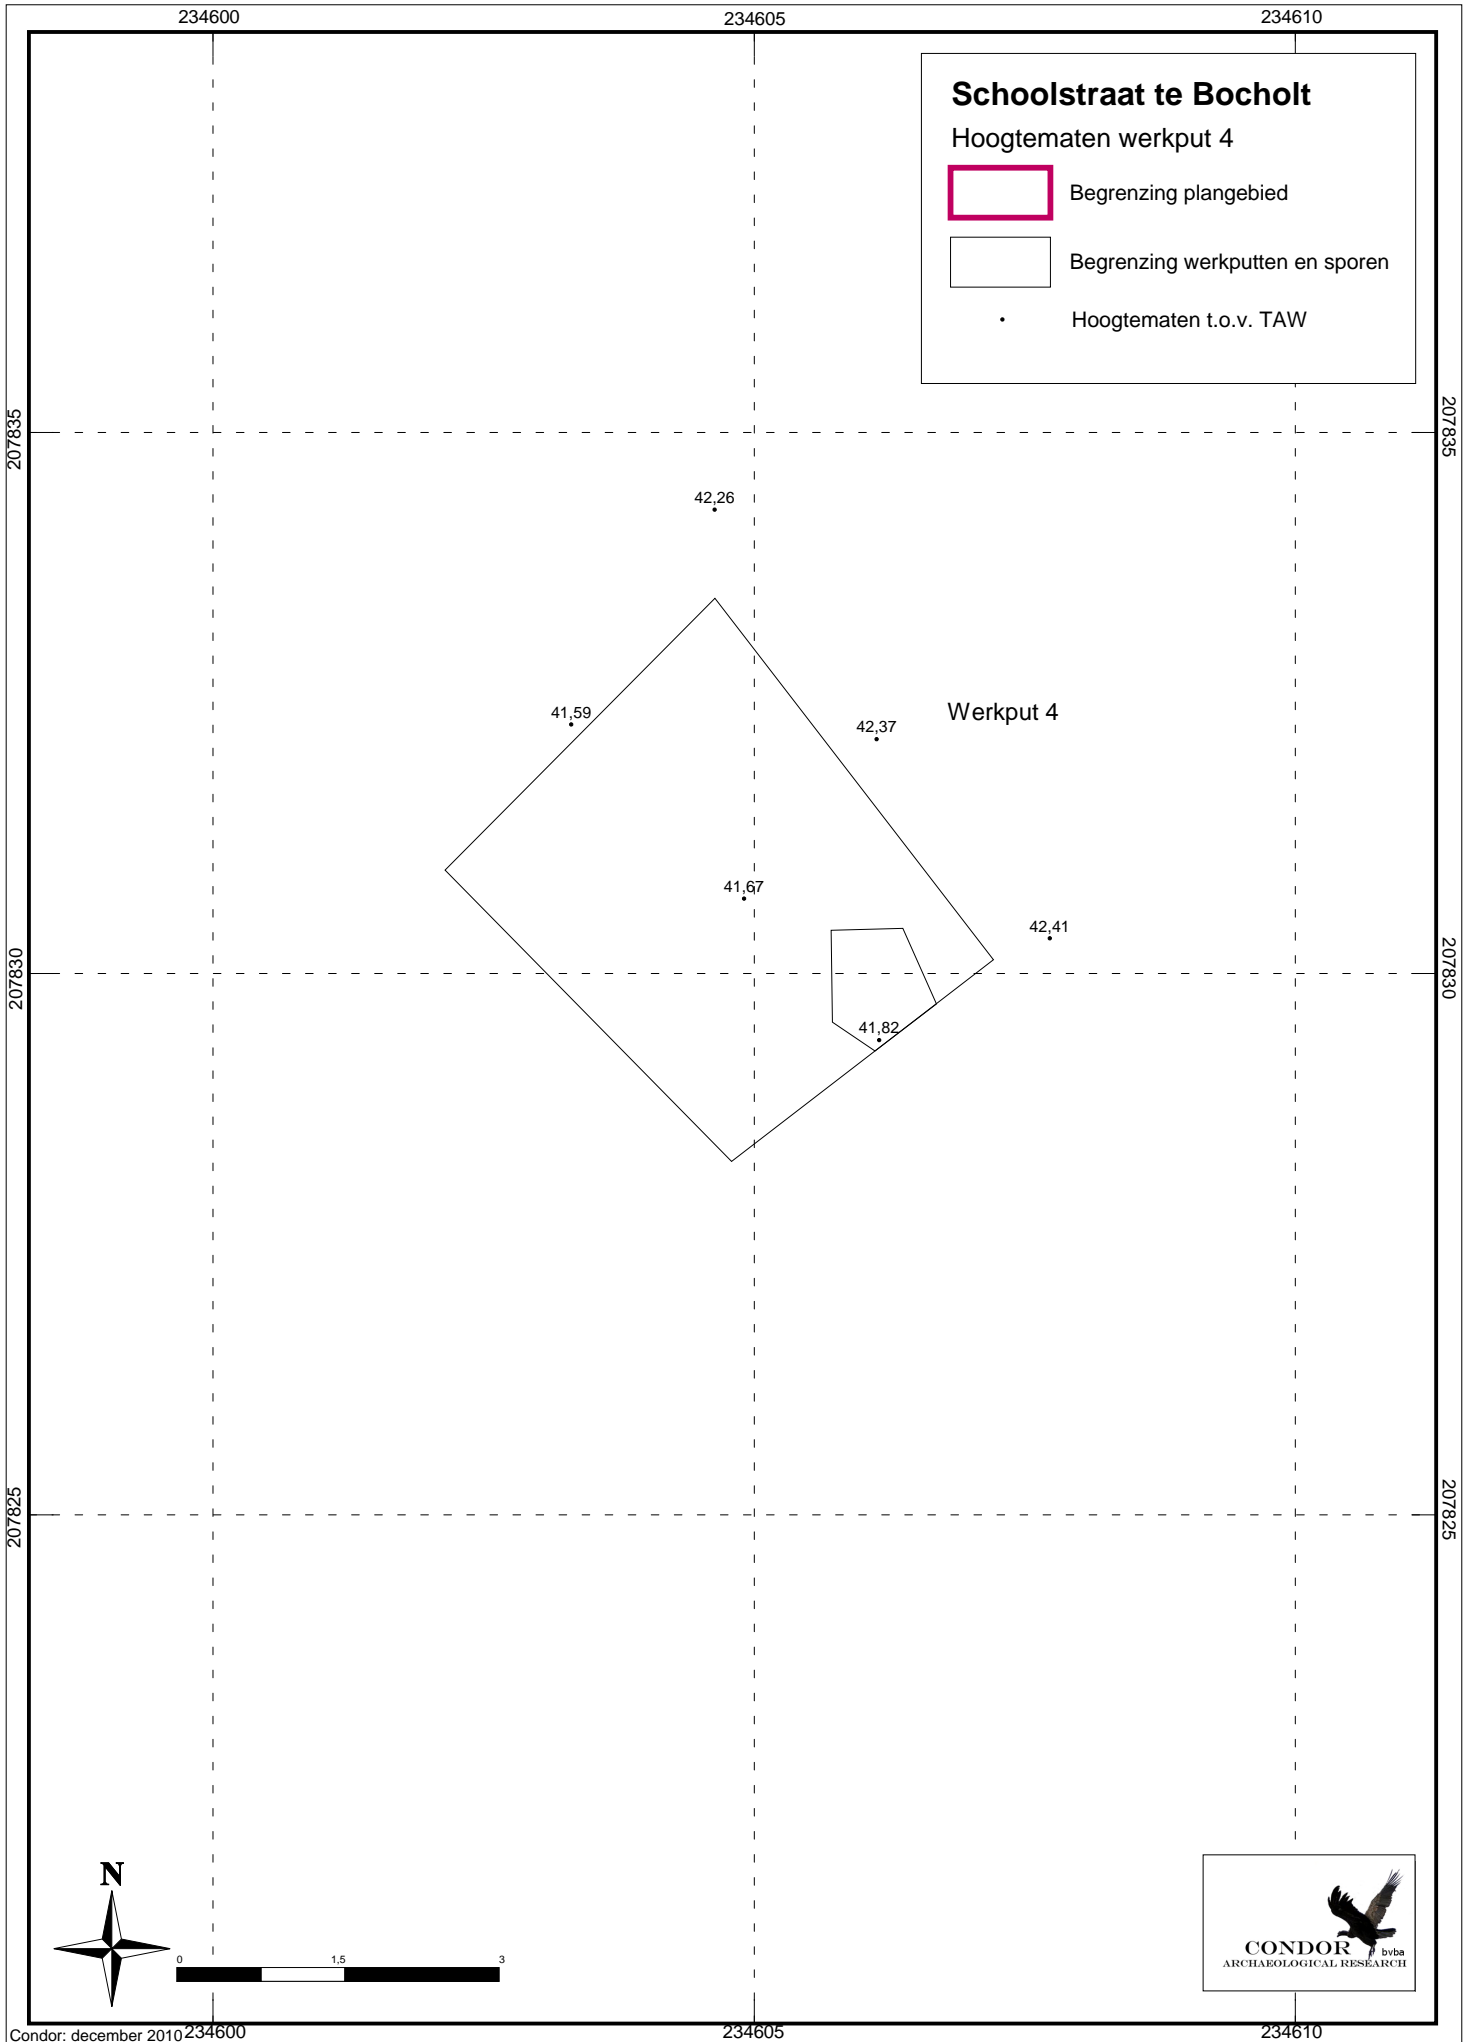 234600
234605
234610
Schoolstraat te Bocholt
Hoogtematen werkput 4
Begrenzing plangebied
Begrenzing werkputten en sporen
Hoogtematen t.o.v. TAW
207835
207835
42,26
41,59
42,37
Werkput 4
41,67
42,41
207830
207830
41,82
207825
207825
N
0
1,5
3
CONDOR bvba
ARCHAEOLOGICAL RESEARCH
Condor: december 2010
234600
234605
234610